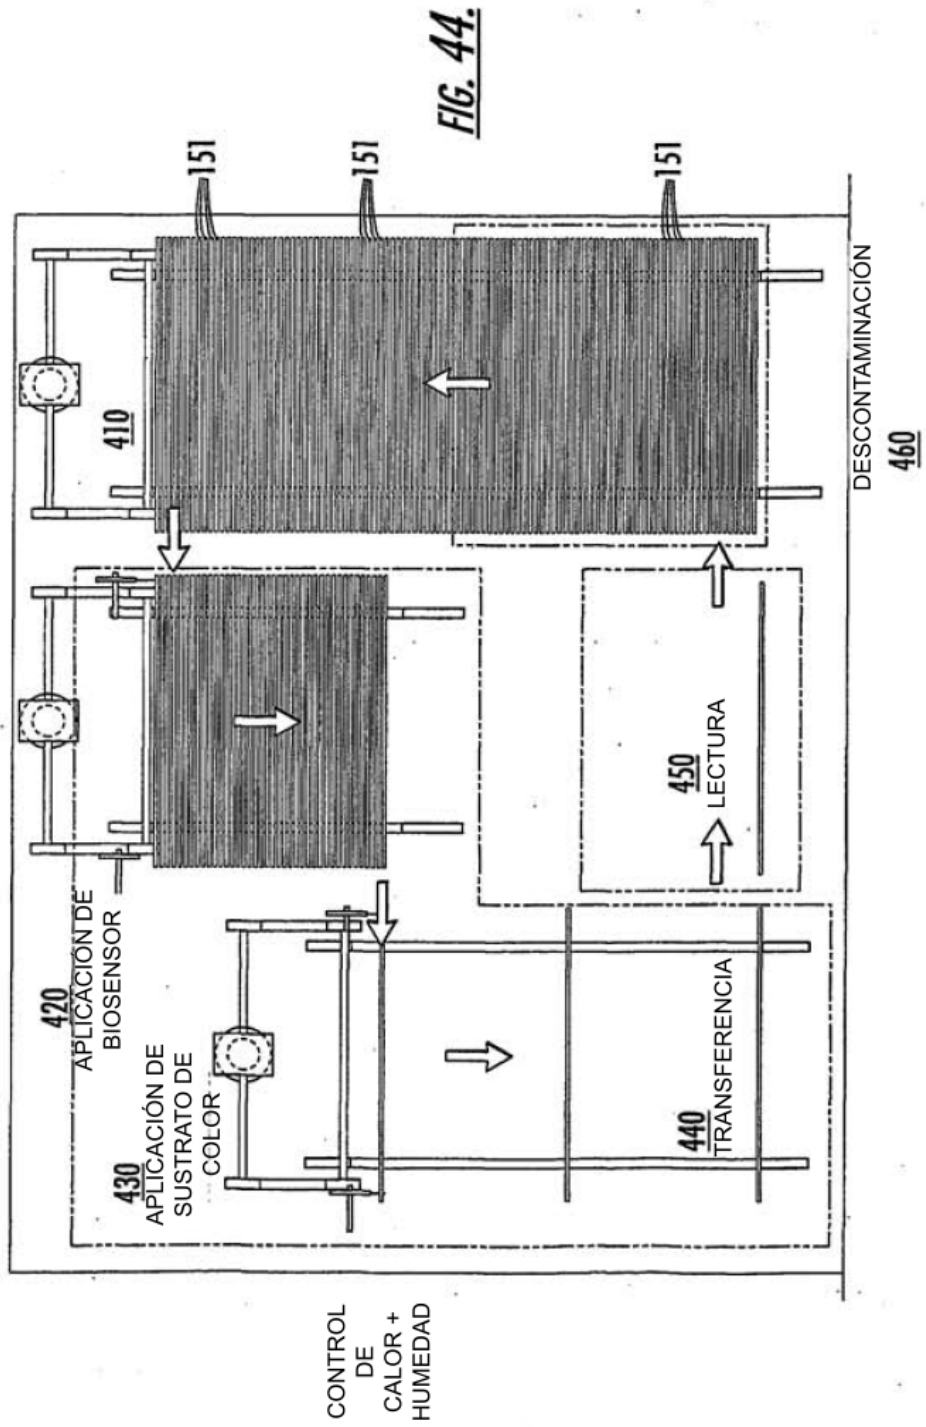 FIG. 44.
151
151
151
410
420
APLICACIÓN DE
BIOSENSOR
430
APLICACIÓN DE
SUSTRATO DE
COLOR
440
TRANSFERENCIA
450
LECTURA
DESCONTAMINACIÓN
460
CONTROL
DE
CALOR +
HUMEDAD